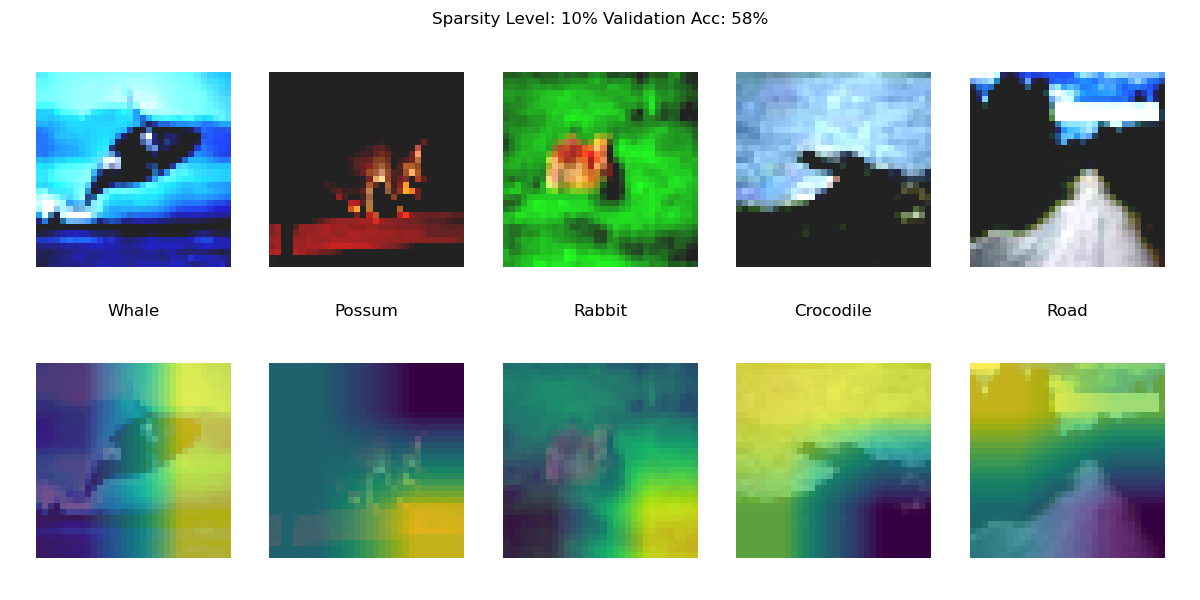 Sparsity Level: 10% Validation Acc: 58%
Whale
Possum
Rabbit
Crocodile
Road